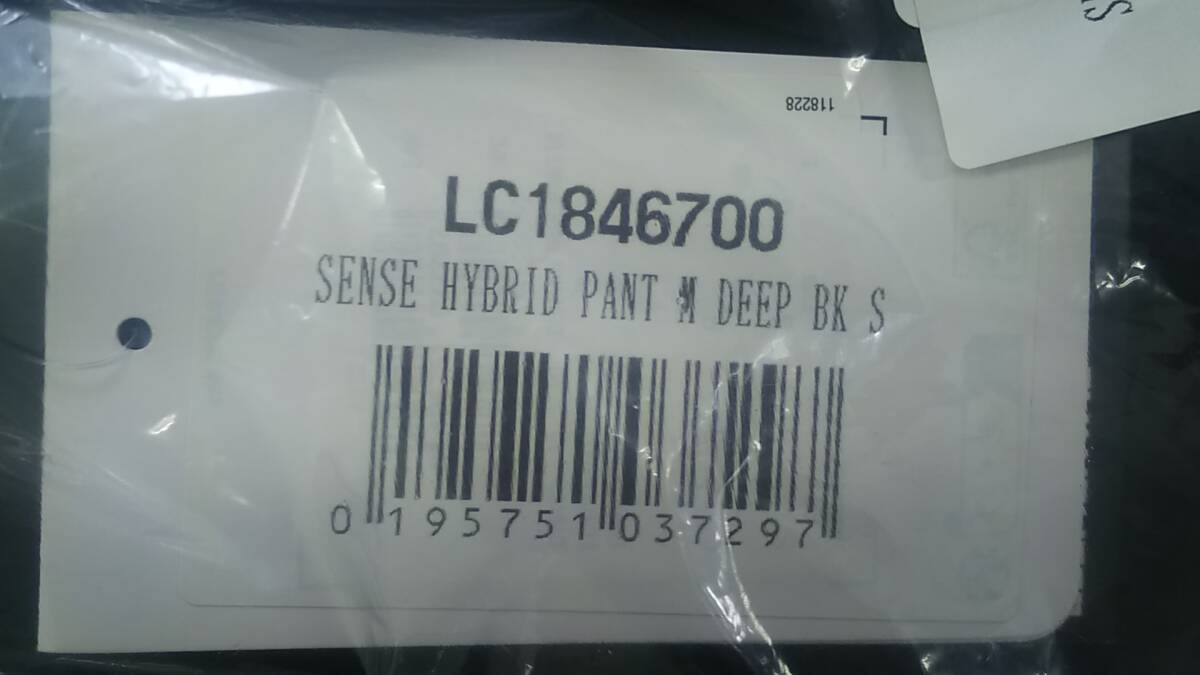 S
118228
LC1846700
SENSE HYBRID PANT M DEEP BK S
0 195751 037297